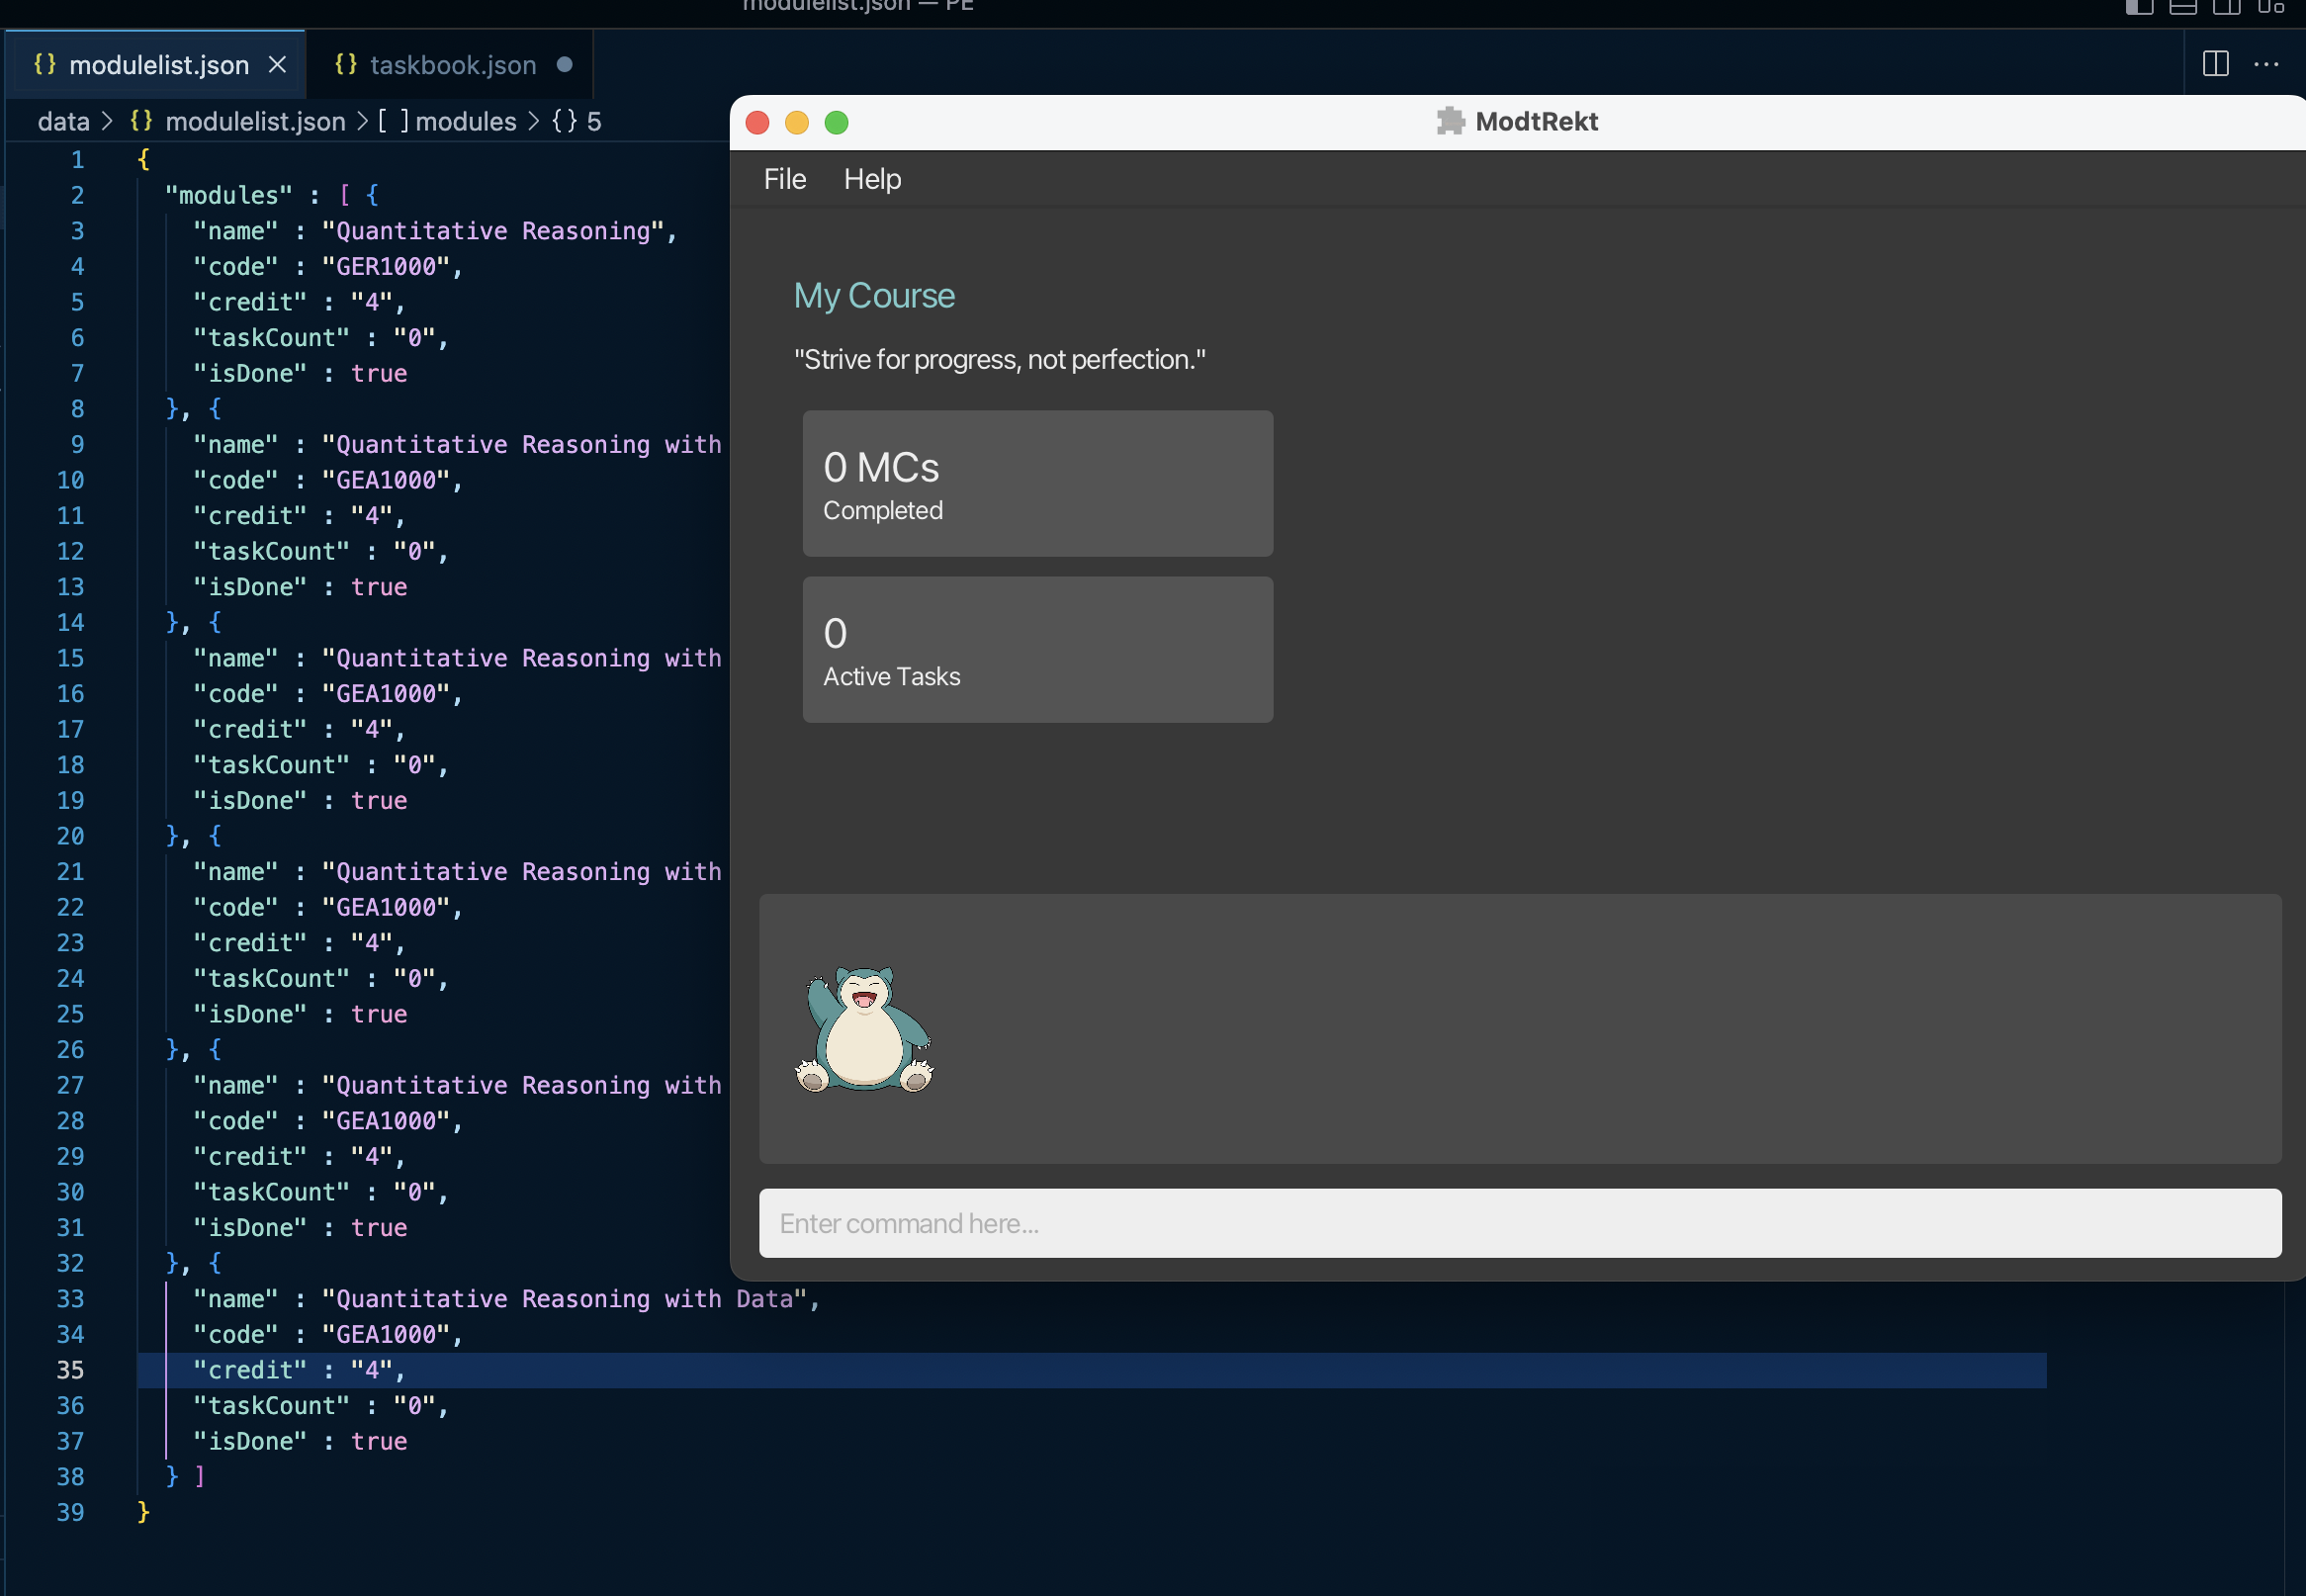 modulelist.json — PE
{} modulelist.json × {} taskbook.json ●
data > {} modulelist.json > [ ] modules > {} 5
1 {
2 "modules" : [ {
3 "name" : "Quantitative Reasoning",
4 "code" : "GER1000",
5 "credit" : "4",
6 "taskCount" : "0",
7 "isDone" : true
8 }, {
9 "name" : "Quantitative Reasoning with
10 "code" : "GEA1000",
11 "credit" : "4",
12 "taskCount" : "0",
13 "isDone" : true
14 }, {
15 "name" : "Quantitative Reasoning with
16 "code" : "GEA1000",
17 "credit" : "4",
18 "taskCount" : "0",
19 "isDone" : true
20 }, {
21 "name" : "Quantitative Reasoning with
22 "code" : "GEA1000",
23 "credit" : "4",
24 "taskCount" : "0",
25 "isDone" : true
26 }, {
27 "name" : "Quantitative Reasoning with
28 "code" : "GEA1000",
29 "credit" : "4",
30 "taskCount" : "0",
31 "isDone" : true
32 }, {
33 "name" : "Quantitative Reasoning with Data",
34 "code" : "GEA1000",
35 "credit" : "4",
36 "taskCount" : "0",
37 "isDone" : true
38 } ]
39 }
ModtRekt
File Help
My Course
"Strive for progress, not perfection."
0 MCs
Completed
0
Active Tasks
Enter command here...